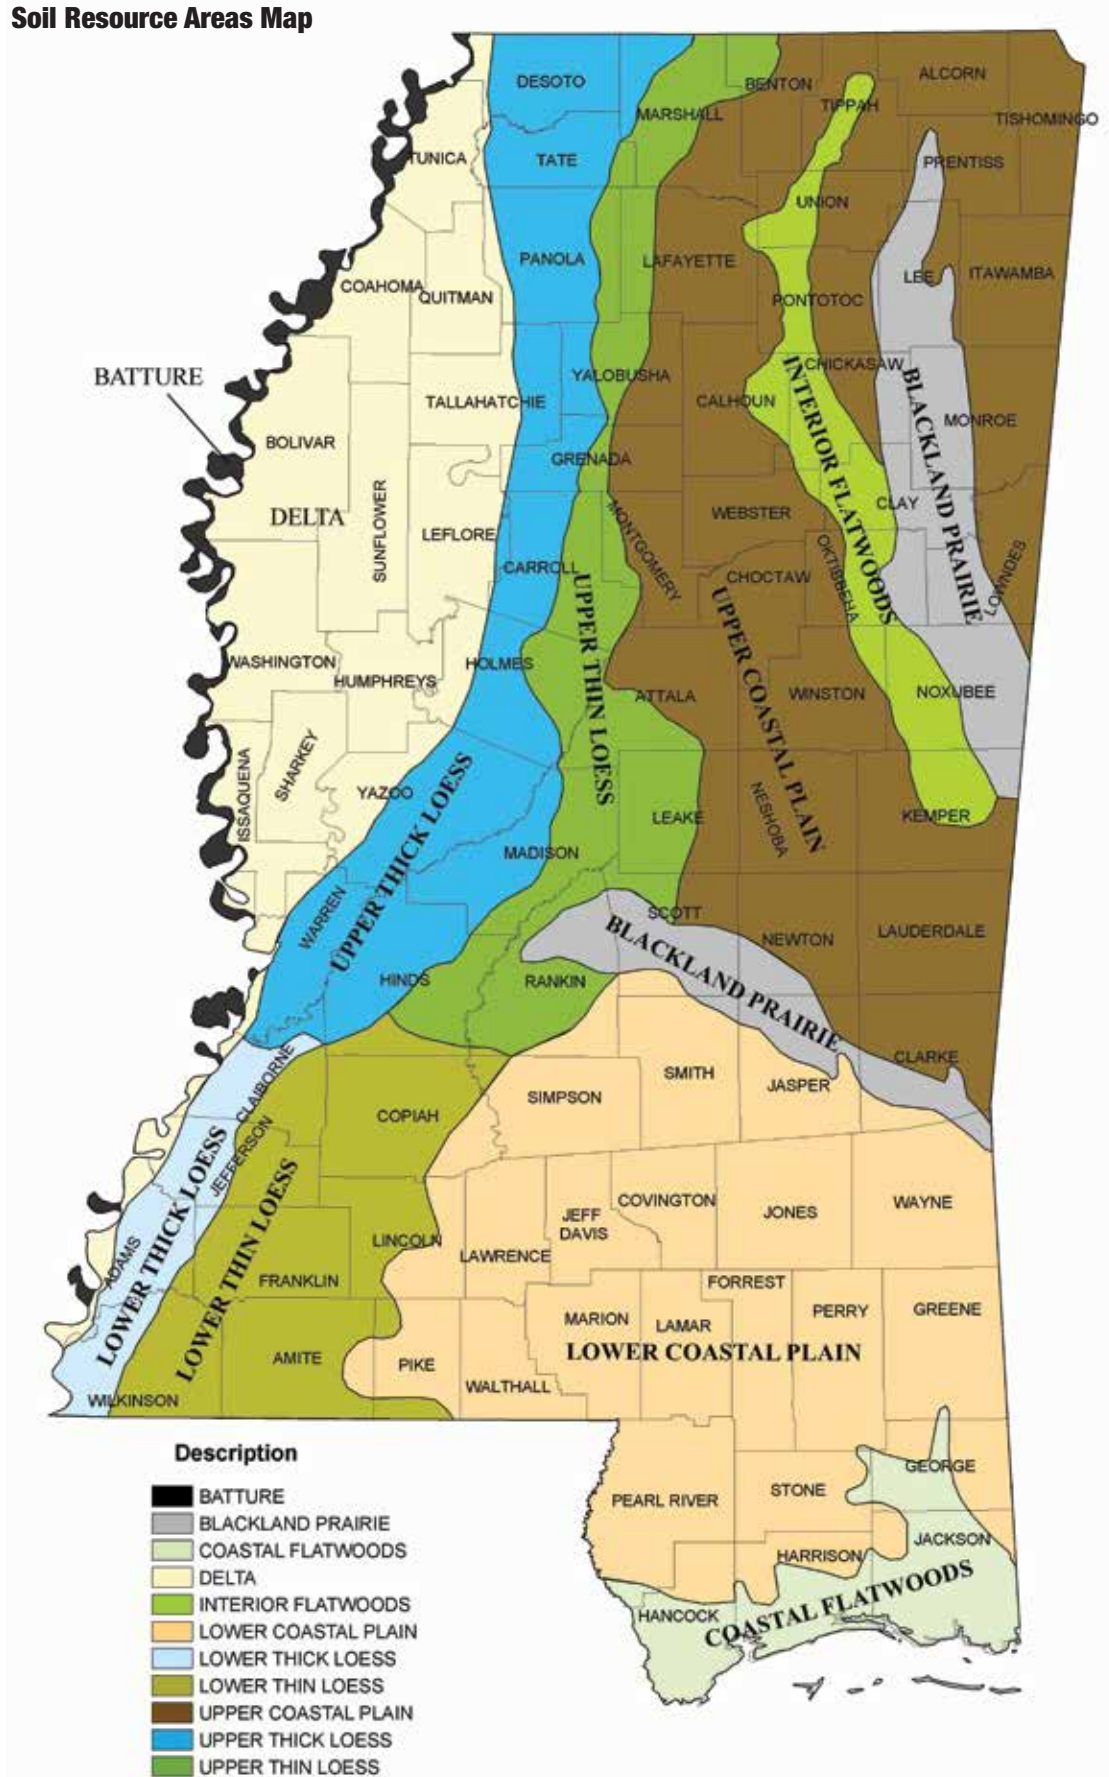 Soil Resource Areas Map
DESOTO
BENTON
ALCORN
MARSHALL
TIPPAH
TISHOMINGO
TUNICA
TATE
PRENTISS
UNION
PANOLA
LAFAYETTE
COAHOMA
QUITMAN
LEE
ITAWAMBA
PONTOTOC
BATTURE
YALOBUSHA
CHICKASAW
TALLAHATCHIE
CALHOUN
MONROE
BOLIVAR
GRENADA
INTERIOR FLATWOODS
BLACKLAND PRAIRIE
DELTA
SUNFLOWER
LEFLORE
WEBSTER
CLAY
MONTGOMERY
CARROLL
CHOCTAW
OKTIBBEHA
LOWNDES
UPPER THIN LOESS
UPPER COASTAL PLAIN
WASHINGTON
HUMPHREYS
HOLMES
ATTALA
WINSTON
NOXUBEE
ISSAQUENA
SHARKEY
YAZOO
UPPER THICK LOESS
LEAKE
NESHOBA
KEMPER
MADISON
WARREN
SCOTT
NEWTON
LAUDERDALE
BLACKLAND PRAIRIE
HINDS
RANKIN
CLARKE
CLAIBORNE
SMITH
JASPER
SIMPSON
COPIAH
JEFFERSON
LOWER THICK LOESS
LOWER THIN LOESS
COVINGTON
WAYNE
JEFF
DAVIS
JONES
LINCOLN
LAWRENCE
ADAMS
FRANKLIN
FORREST
MARION
LAMAR
PERRY
GREENE
LOWER COASTAL PLAIN
AMITE
PIKE
WALTHALL
WILKINSON
GEORGE
PEARL RIVER
STONE
JACKSON
HARRISON
HANCOCK
COASTAL FLATWOODS
Description
BATTURE
BLACKLAND PRAIRIE
COASTAL FLATWOODS
DELTA
INTERIOR FLATWOODS
LOWER COASTAL PLAIN
LOWER THICK LOESS
LOWER THIN LOESS
UPPER COASTAL PLAIN
UPPER THICK LOESS
UPPER THIN LOESS